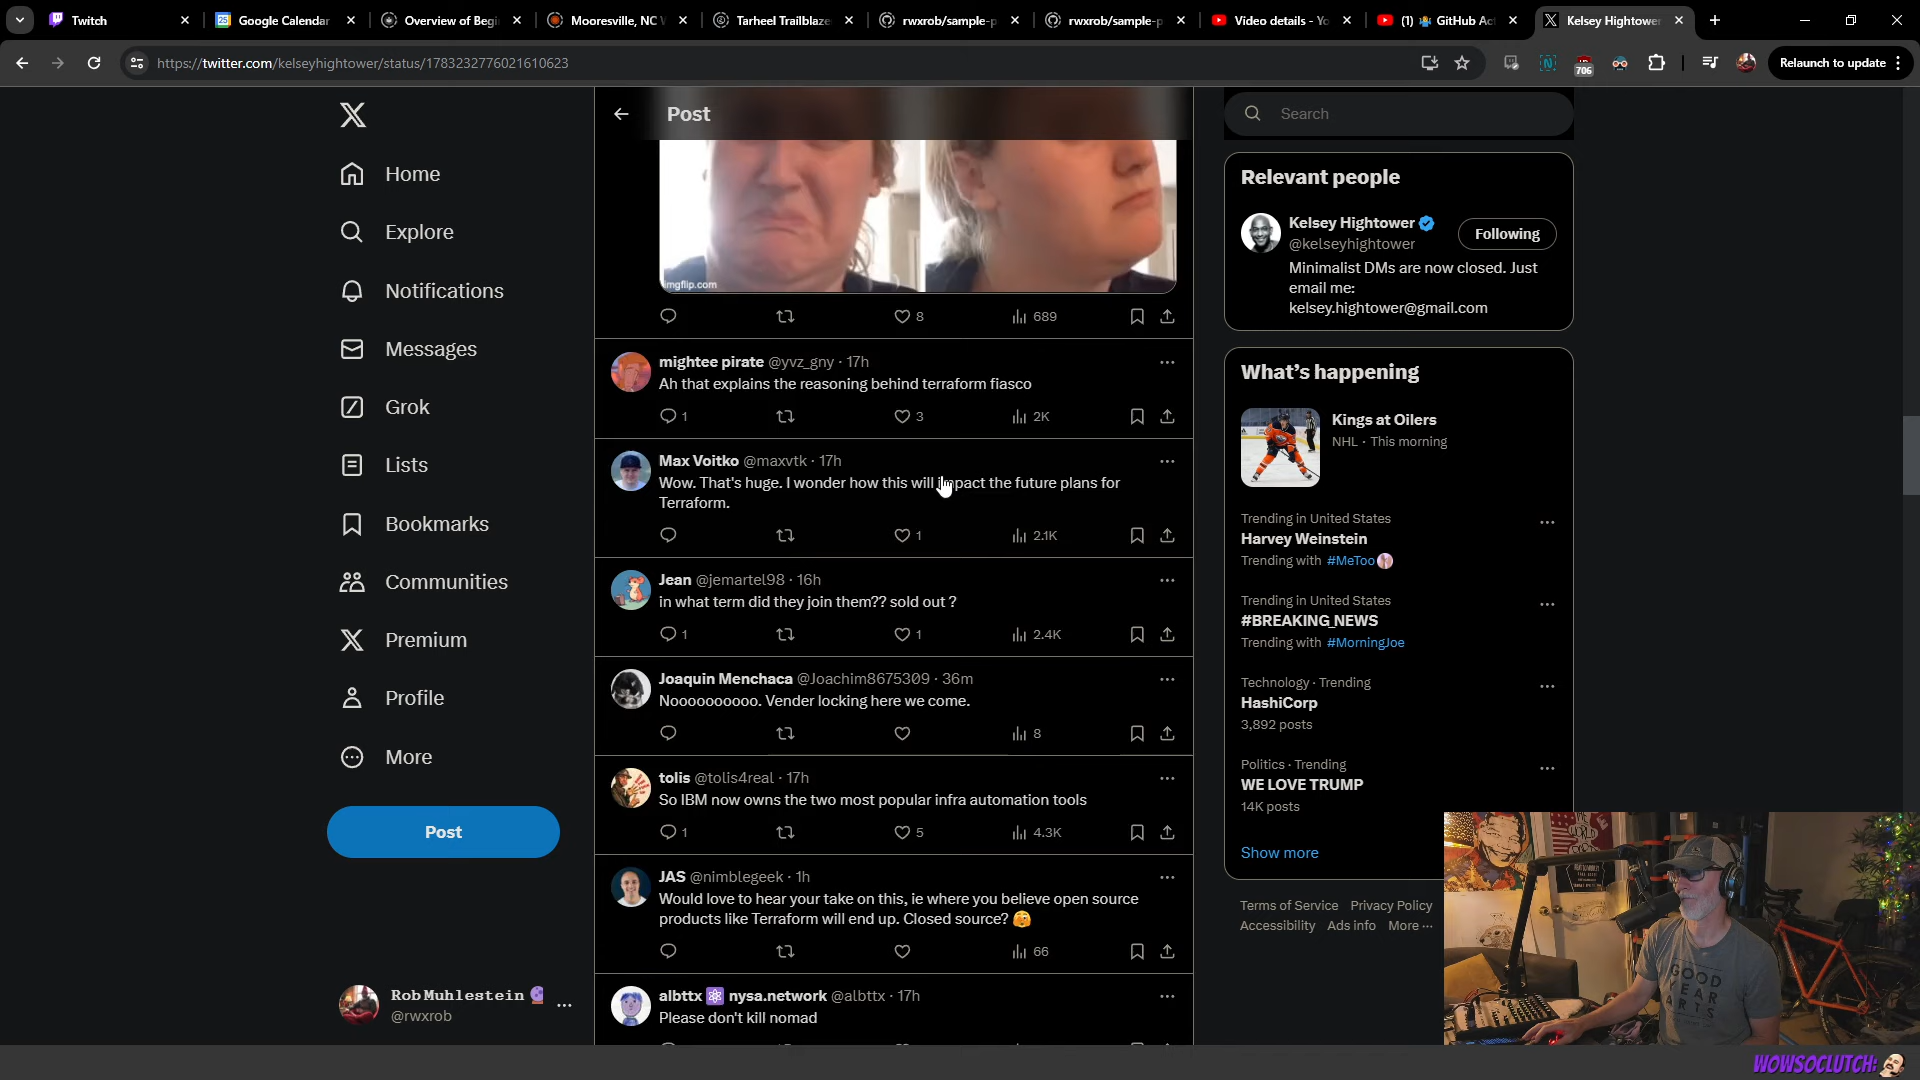 Twitch
Google Calendar
Overview of Begi
Mooresville, NC V
Tarheel Trailblaze
rwxrob/sample-p
rwxrob/sample-p
Video details - Yo
(1) GitHub Ac
Kelsey Hightowe
https://twitter.com/kelseyhightower/status/1783232776021610623
706
Relaunch to update
Post
Search
Home
Explore
Notifications
Messages
Grok
Lists
Bookmarks
Communities
Premium
Profile
More
Post
Rob Muhlestein
@rwxrob
...
imgflip.com
8
689
mightee pirate @yvz_gny · 17h
Ah that explains the reasoning behind terraform fiasco
1
3
2K
Max Voitko @maxvtk · 17h
Wow. That's huge. I wonder how this will impact the future plans for
Terraform.
1
2.1K
Jean @jemartel98 · 16h
in what term did they join them?? sold out ?
1
1
2.4K
Joaquin Menchaca @Joachim8675309 · 36m
Noooooooooo. Vender locking here we come.
8
tolis @tolis4real · 17h
So IBM now owns the two most popular infra automation tools
1
5
4.3K
JAS @nimblegeek · 1h
Would love to hear your take on this, ie where you believe open source
products like Terraform will end up. Closed source?
66
albttx nysa.network @albttx · 17h
Please don't kill nomad
Relevant people
Kelsey Hightower
@kelseyhightower
Following
Minimalist DMs are now closed. Just
email me:
kelsey.hightower@gmail.com
What's happening
Kings at Oilers
NHL · This morning
Trending in United States
Harvey Weinstein
Trending with #MeToo
Trending in United States
#BREAKING_NEWS
Trending with #MorningJoe
Technology · Trending
HashiCorp
3,892 posts
Politics · Trending
WE LOVE TRUMP
14K posts
Show more
Terms of Service Privacy Policy
Accessibility Ads info More ...
GOOD
YEAR
ARTS
WOWSOCLUTCH: